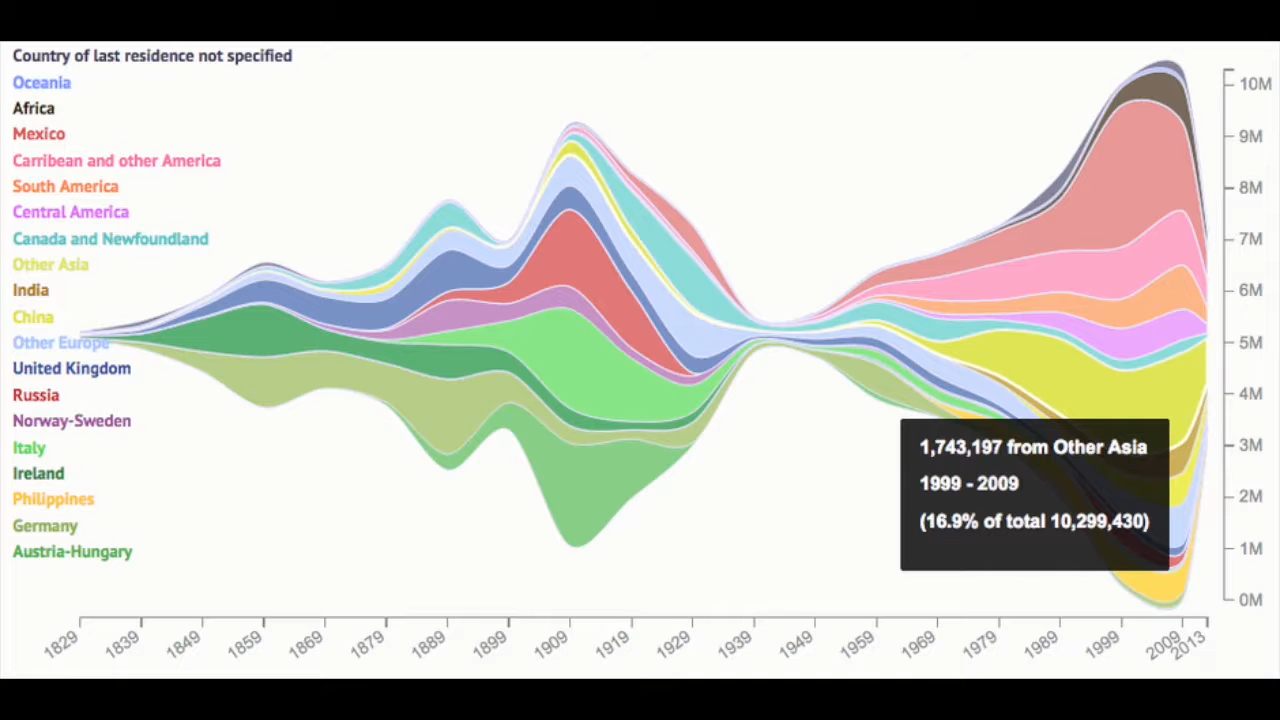 Country of last residence not specified
Oceania
Africa
Mexico
Carribean and other America
South America
Central America
Canada and Newfoundland
Other Asia
India
China
Other Europe
United Kingdom
Russia
Norway-Sweden
Italy
Ireland
Philippines
Germany
Austria-Hungary
10M
9M
8M
7M
6M
5M
4M
3M
2M
1M
0M
1,743,197 from Other Asia
1999 - 2009
(16.9% of total 10,299,430)
1829 1839 1849 1859 1869 1879 1889 1899 1909 1919 1929 1939 1949 1959 1969 1979 1989 1999 2009 2013